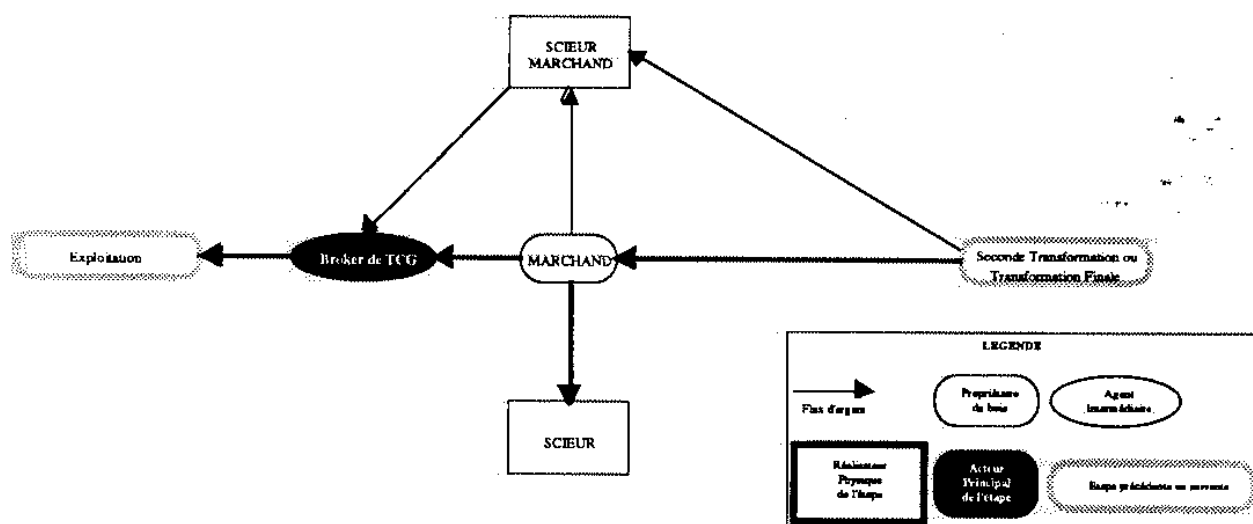 SCIEUR
MARCHAND
Exploitation
Broker de TCG
MARCHAND
Seconde Transformation ou
Transformation Finale
SCIEUR
LEGENDE
Flux d'argent
Propriétaire
de bois
Agent
Intermédiaire
Réalisateur
Physique
de l'étape
Acteur
Principal
de l'étape
Etape précédente ou suivante